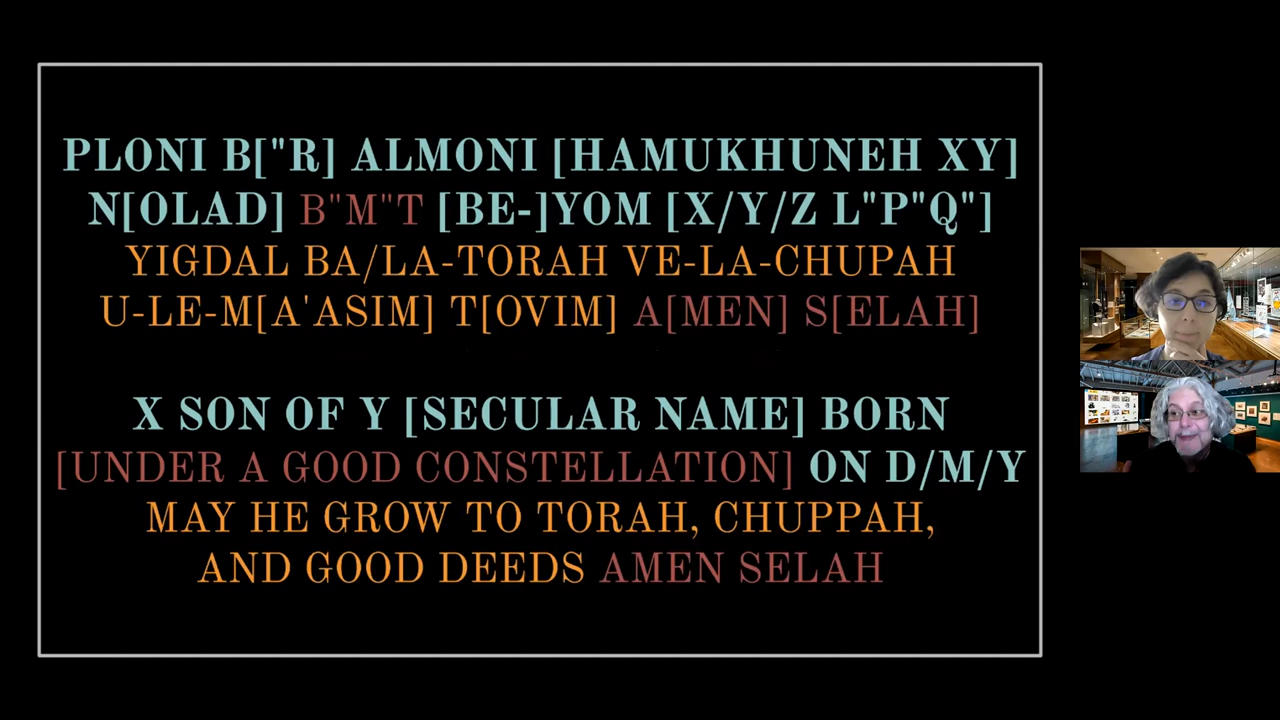 PLONI B["R] ALMONI [HAMUKHUNEH XY]
N[OLAD] B"M"T [BE-]YOM [X/Y/Z L"P"Q"]
YIGDAL BA/LA-TORAH VE-LA-CHUPAH
U-LE-M[A'ASIM] T[OVIM] A[MEN] S[ELAH]
X SON OF Y [SECULAR NAME] BORN
[UNDER A GOOD CONSTELLATION] ON D/M/Y
MAY HE GROW TO TORAH, CHUPPAH,
AND GOOD DEEDS AMEN SELAH